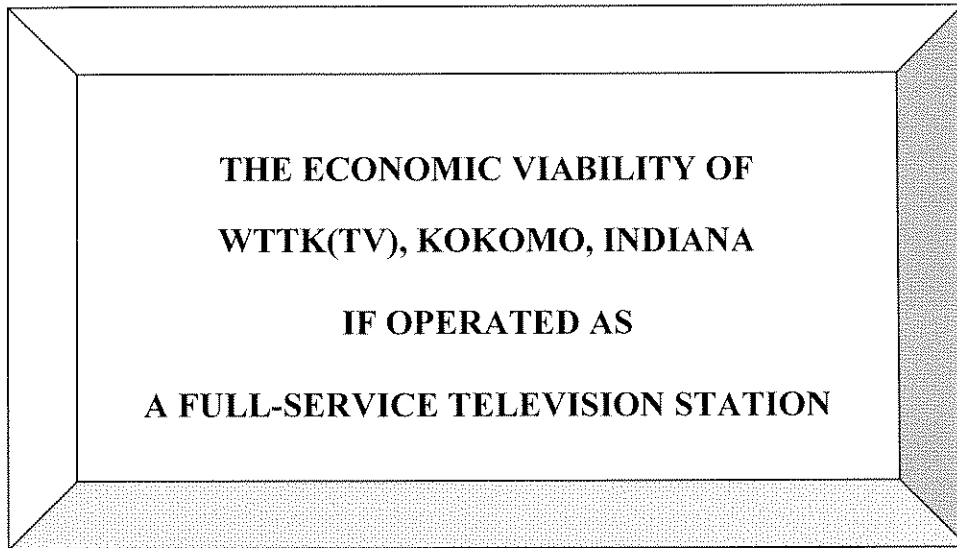 THE ECONOMIC VIABILITY OF
WTTK(TV), KOKOMO, INDIANA
IF OPERATED AS
A FULL-SERVICE TELEVISION STATION